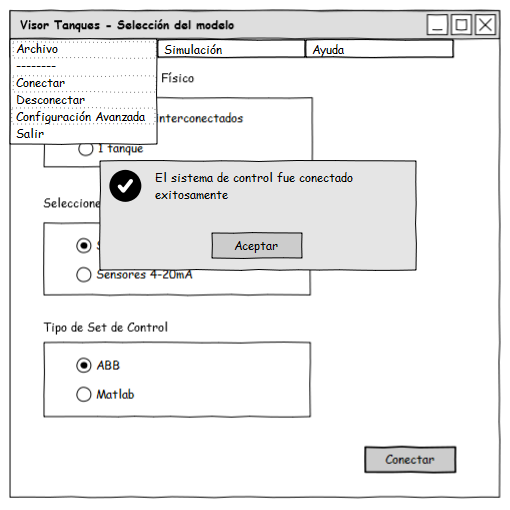 Visor Tanques - Selección del modelo
Archivo
Simulación
Ayuda
--------
Conectar
Desconectar
Configuración Avanzada
Salir
Físico
interconectados
1 tanque
El sistema de control fue conectado
exitosamente
Aceptar
Seleccione
S
Sensores 4-20mA
Tipo de Set de Control
ABB
Matlab
Conectar